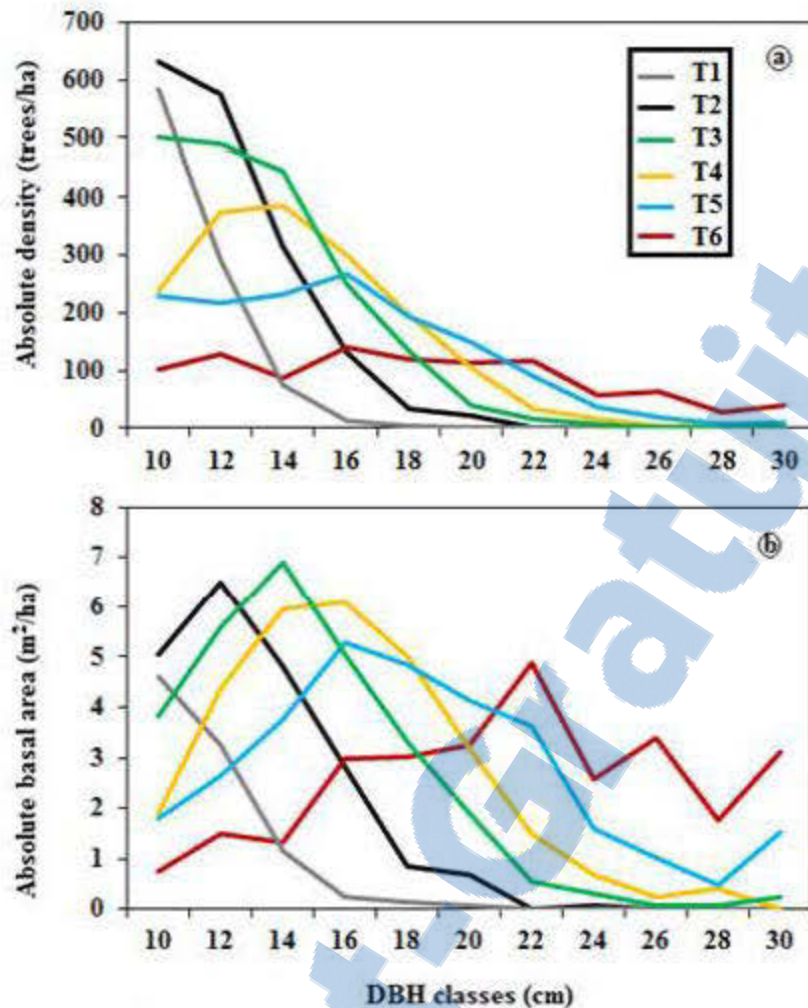 700
600
500
400
300
200
100
0
Absolute density (trees/ha)
ⓐ
T1
T2
T3
T4
T5
T6
10 12 14 16 18 20 22 24 26 28 30
8
7
6
5
4
3
2
1
0
Absolute basal area (m²/ha)
ⓑ
10 12 14 16 18 20 22 24 26 28 30
DBH classes (cm)
t.Gratuit